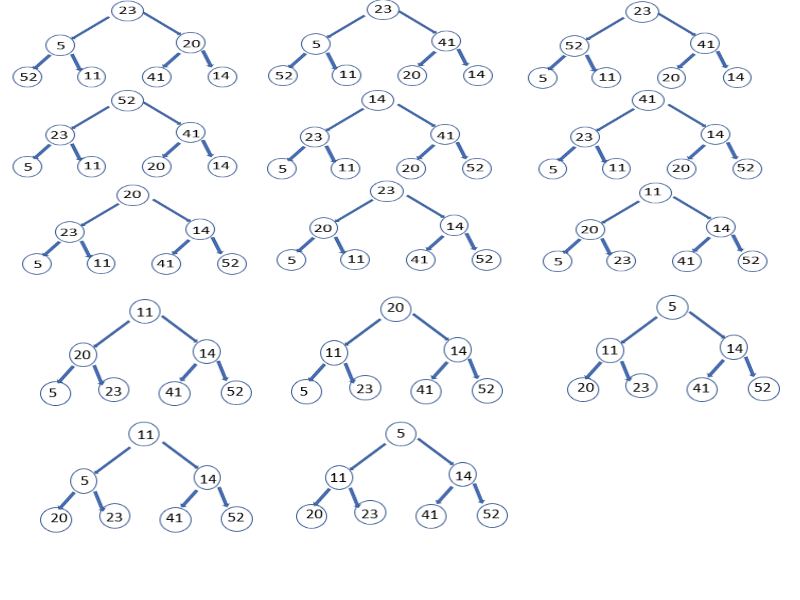 23 23 23
5 20 5 41 52 41
52 11 41 14 52 11 20 14 5 11 20 14
52 14 41
23 41 23 41 23 14
5 11 20 14 5 11 20 52 5 11 20 52
20 23 11
23 14 20 14 20 14
5 11 41 52 5 11 41 52 5 23 41 52
11 20 5
20 14 11 14 11 14
5 23 41 52 5 23 41 52 20 23 41 52
11 5
5 14 11 14
20 23 41 52 20 23 41 52